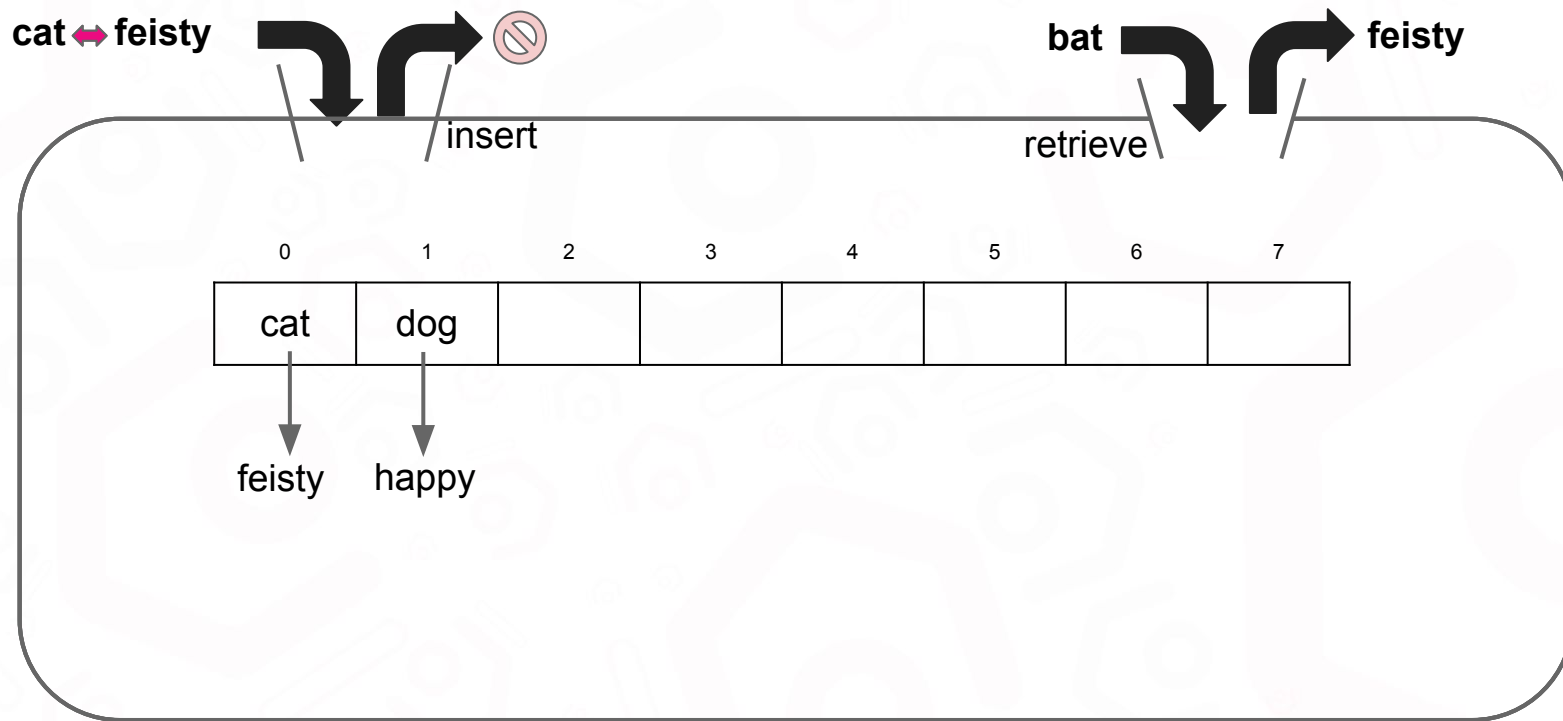 cat feisty
bat
feisty
insert
retrieve
0 1 2 3 4 5 6 7
cat dog
feisty happy